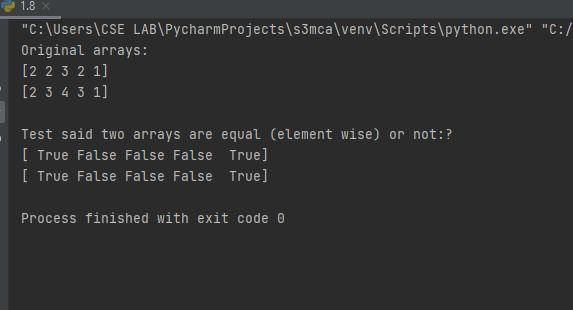 1.8
"C:\Users\CSE LAB\PycharmProjects\s3mca\venv\Scripts\python.exe" "C:/
Original arrays:
[2 2 3 2 1]
[2 3 4 3 1]
Test said two arrays are equal (element wise) or not:?
[ True False False False  True]
[ True False False False  True]
Process finished with exit code 0